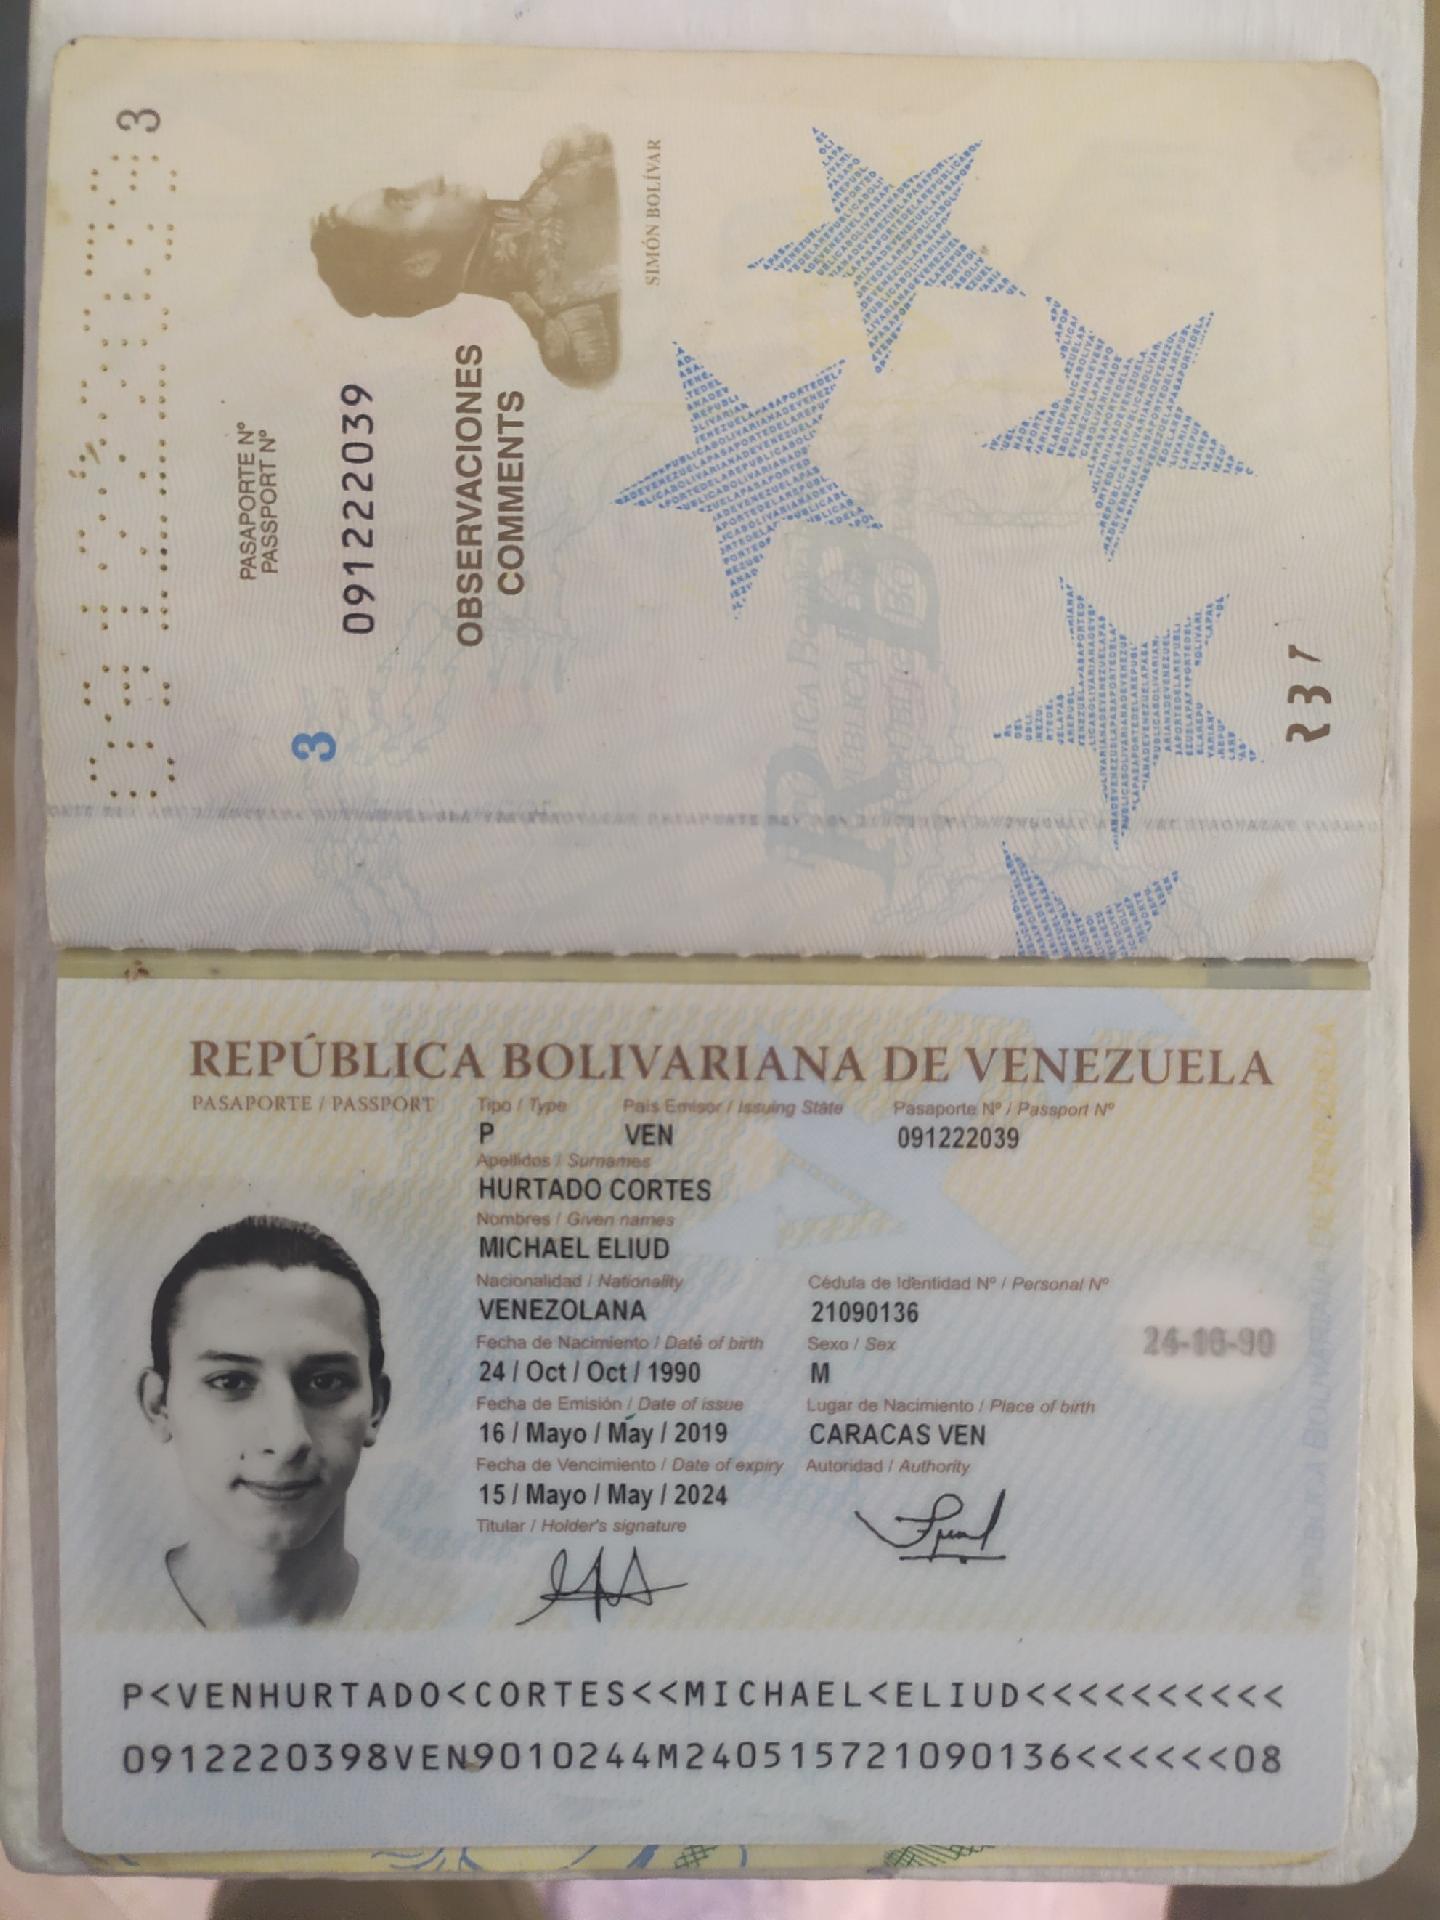 3
PASAPORTE Nº
PASSPORT Nº
091222039
SIMÓN BOLÍVAR
OBSERVACIONES
COMMENTS
3
REPÚBLICA BOLIVARIANA DE VENEZUELA
PASAPORTE / PASSPORT
Tipo / Type País Emisor / Issuing State Pasaporte Nº / Passport Nº
P VEN 091222039
Apellidos / Surnames
HURTADO CORTES
Nombres / Given names
MICHAEL ELIUD
Nacionalidad / Nationality Cédula de Identidad Nº / Personal Nº
VENEZOLANA 21090136
Fecha de Nacimiento / Date of birth Sexo / Sex
24 / Oct / Oct / 1990 M
24-10-90
Fecha de Emisión / Date of issue Lugar de Nacimiento / Place of birth
16 / Mayo / May / 2019 CARACAS VEN
Fecha de Vencimiento / Date of expiry Autoridad / Authority
15 / Mayo / May / 2024
Titular / Holder's signature
P<VENHURTADO<CORTES<<MICHAEL<ELIUD<<<<<<<<<<
0912220398VEN9010244M240515721090136<<<<<<08